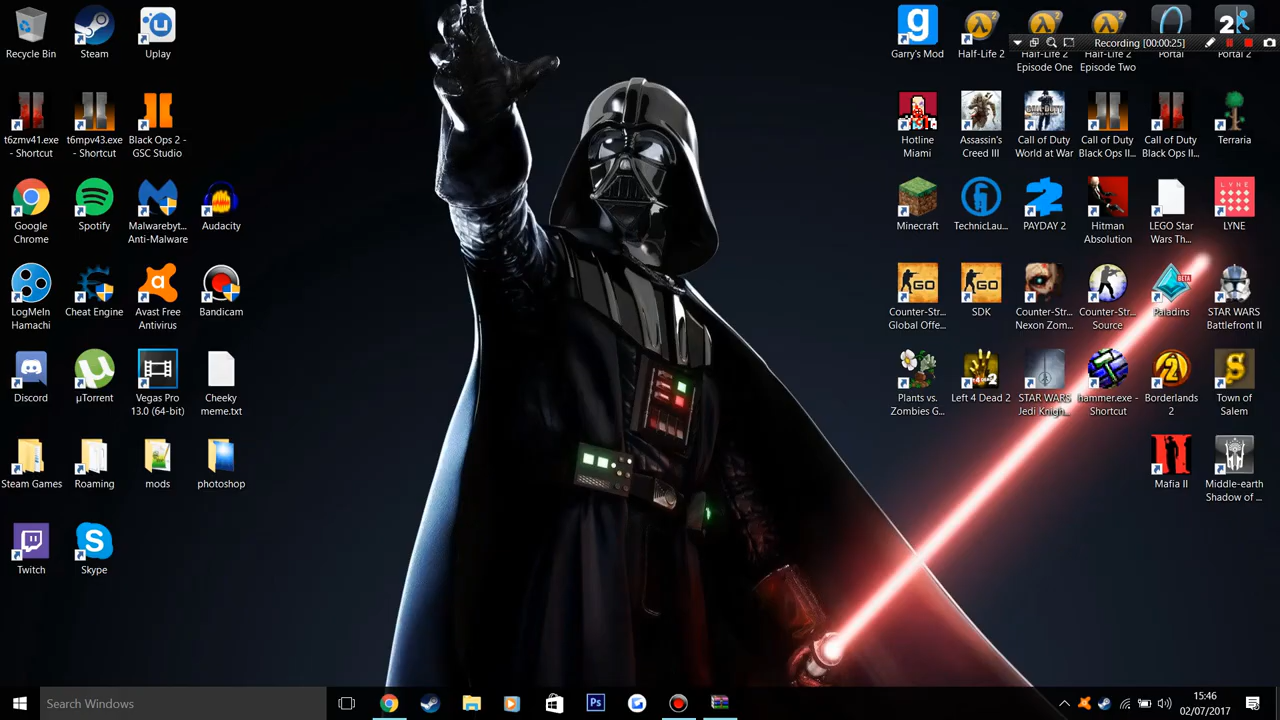 Recycle Bin
Steam
Uplay
t6zmv41.exe
- Shortcut
t6mpv43.exe
- Shortcut
Black Ops 2 -
GSC Studio
Google
Chrome
Spotify
Malwarebyt...
Anti-Malware
Audacity
LogMeIn
Hamachi
Cheat Engine
Avast Free
Antivirus
Bandicam
Discord
µTorrent
Vegas Pro
13.0 (64-bit)
Cheeky
meme.txt
Steam Games
Roaming
mods
photoshop
Twitch
Skype
Recording [00:00:25]
Garry's Mod
Half-Life 2
Half-Life 2
Episode One
Half-Life 2
Episode Two
Portal
Portal 2
Hotline
Miami
Assassin's
Creed III
Call of Duty
World at War
Call of Duty
Black Ops II...
Call of Duty
Black Ops II...
Terraria
Minecraft
TechnicLau...
PAYDAY 2
Hitman
Absolution
LEGO Star
Wars Th...
LYNE
Counter-Str...
Global Offe...
SDK
Counter-Str...
Nexon Zom...
Counter-Str...
Source
Paladins
STAR WARS
Battlefront II
Plants vs.
Zombies G...
Left 4 Dead 2
STAR WARS
Jedi Knigh...
hammer.exe -
Shortcut
Borderlands
2
Town of
Salem
Mafia II
Middle-earth
Shadow of ...
Search Windows
15:46
02/07/2017